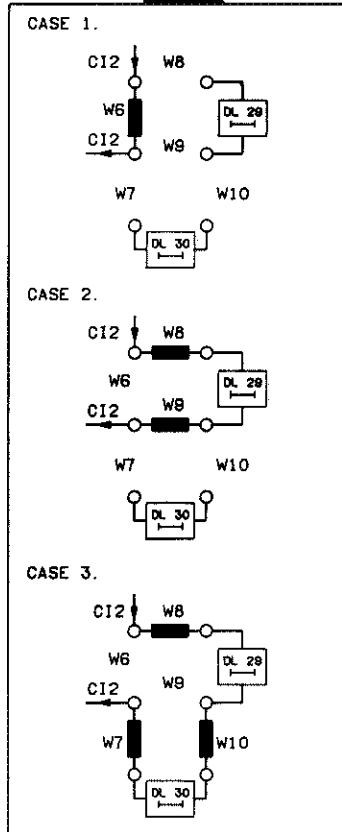 CASE 1.
CI2 W8
W6
DL 29
CI2 W9
W7 W10
DL 30
CASE 2.
CI2 W8
W6
DL 29
CI2 W9
W7 W10
DL 30
CASE 3.
CI2 W8
W6
DL 29
CI2 W9
W7 W10
DL 30